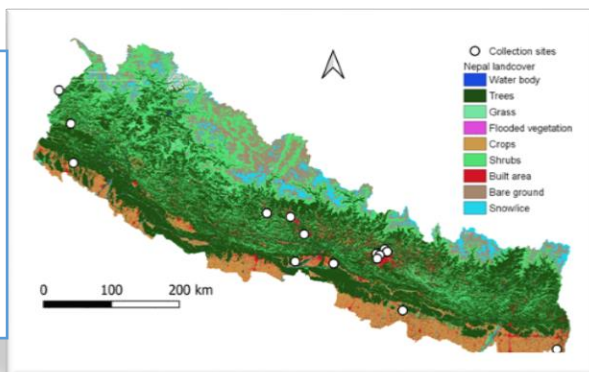 Collection sites
Nepal landcover
Water body
Trees
Grass
Flooded vegetation
Crops
Shrubs
Built area
Bare ground
Snow/ice
0 100 200 km